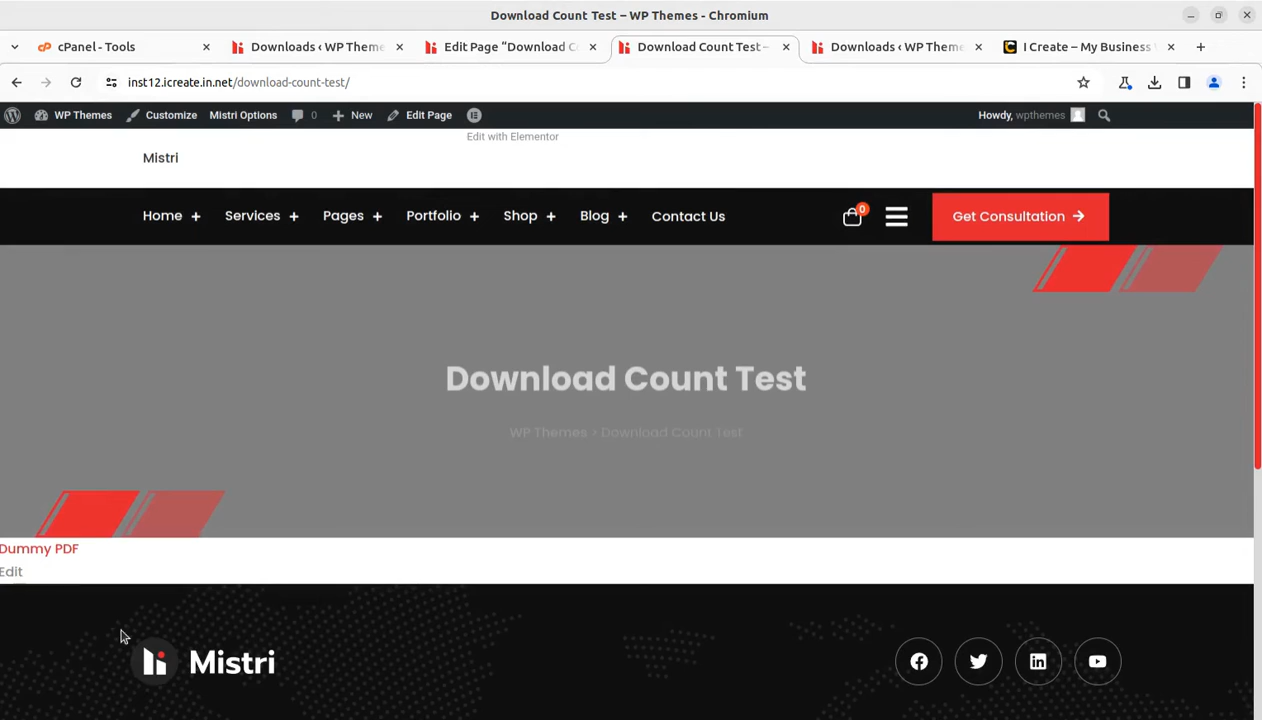 Download Count Test – WP Themes - Chromium
cPanel - Tools
Downloads ‹ WP Theme
Edit Page "Download C
Download Count Test –
Downloads ‹ WP Theme
I Create – My Business
inst12.icreate.in.net/download-count-test/
WP Themes
Customize
Mistri Options
0
New
Edit Page
Howdy, wpthemes
Edit with Elementor
Mistri
Home +
Services +
Pages +
Portfolio +
Shop +
Blog +
Contact Us
0
Get Consultation
Download Count Test
WP Themes > Download Count Test
Dummy PDF
Edit
Mistri